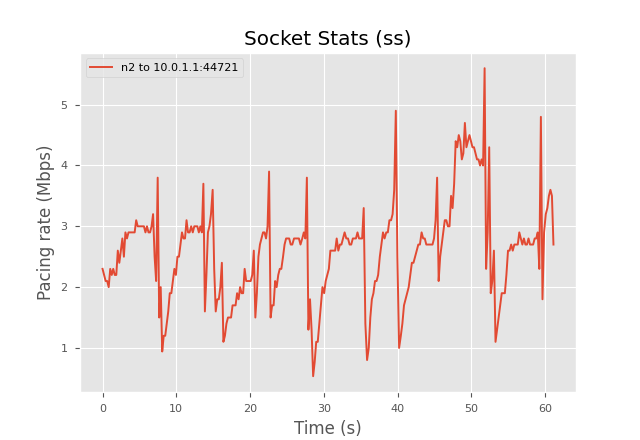 Socket Stats (ss)
n2 to 10.0.1.1:44721
Pacing rate (Mbps)
5
4
3
2
1
0 10 20 30 40 50 60
Time (s)